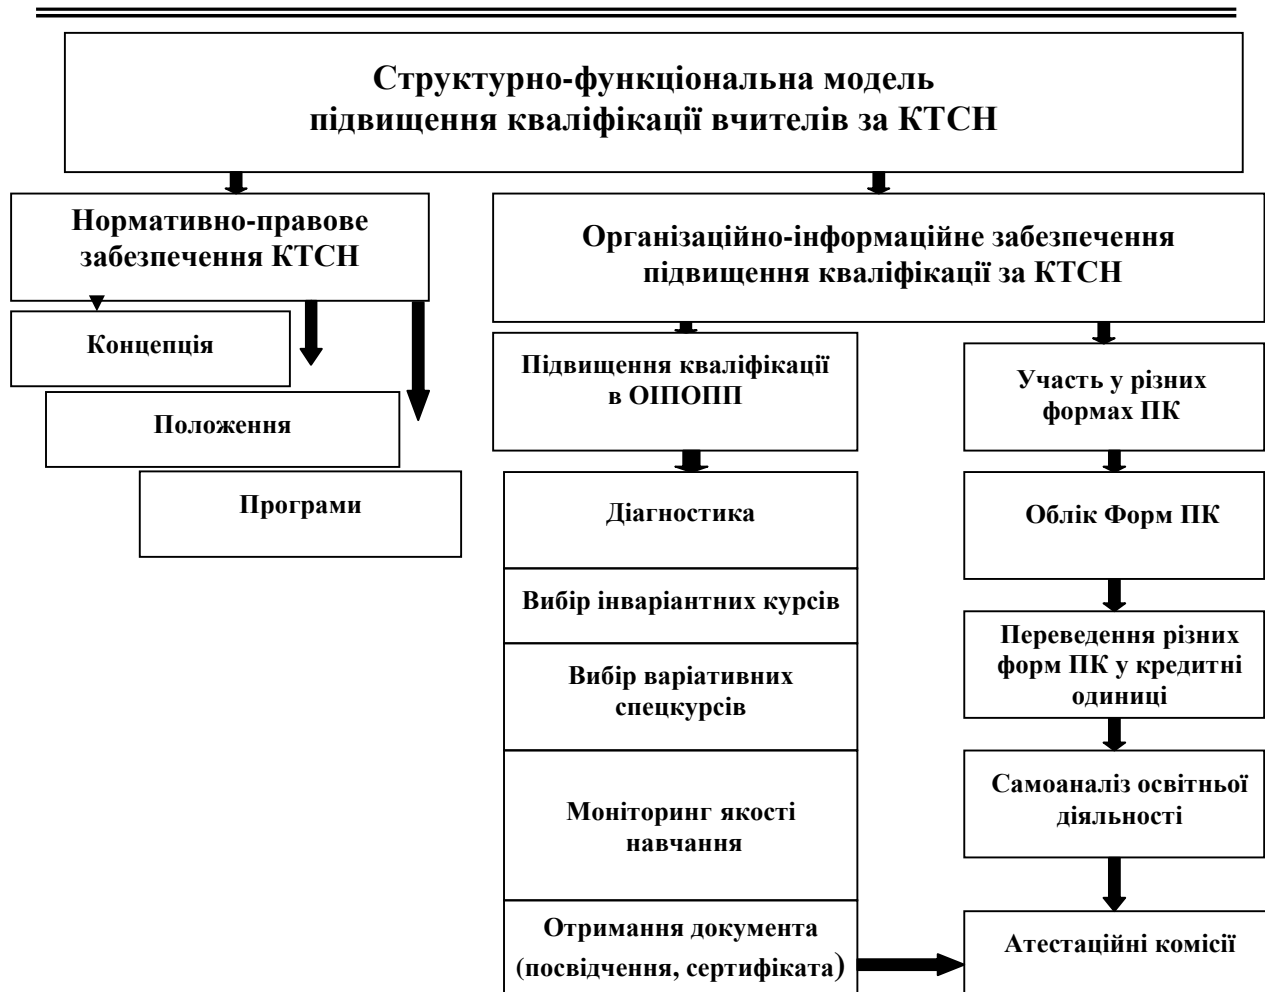 Структурно-функціональна модель
підвищення кваліфікації вчителів за КТСН
Нормативно-правове
забезпечення КТСН
Концепція
Положення
Програми
Організаційно-інформаційне забезпечення
підвищення кваліфікації за КТСН
Підвищення кваліфікації
в ОІПОПП
Діагностика
Вибір інваріантних курсів
Вибір варіативних
спецкурсів
Моніторинг якості
навчання
Отримання документа
(посвідчення, сертифіката)
Участь у різних
формах ПК
Облік Форм ПК
Переведення різних
форм ПК у кредитні
одиниці
Самоаналіз освітньої
діяльності
Атестаційні комісії